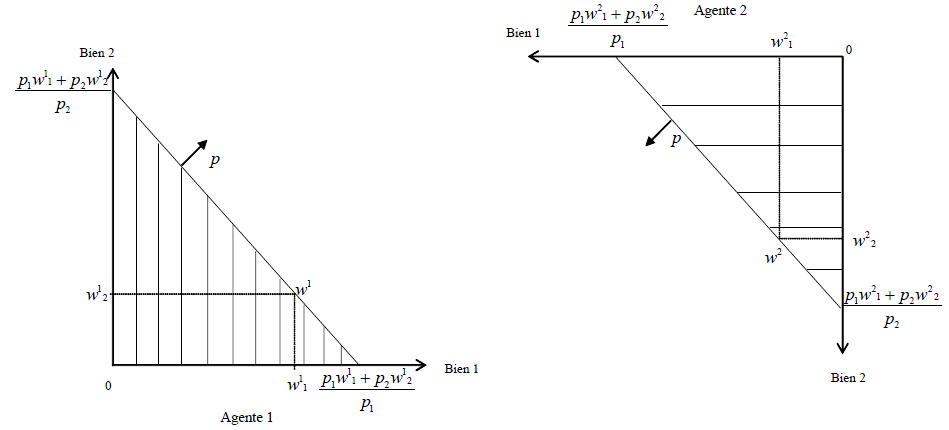 Bien 2
p₁w¹₁ + p₂w¹₂
p₂
p
w¹₂
w¹
0
w¹₁
p₁w¹₁ + p₂w¹₂
p₁
Bien 1
Agente 1
p₁w²₁ + p₂w²₂
p₁
Agente 2
Bien 1
w²₁
0
p
w²
w²₂
p₁w²₁ + p₂w²₂
p₂
Bien 2